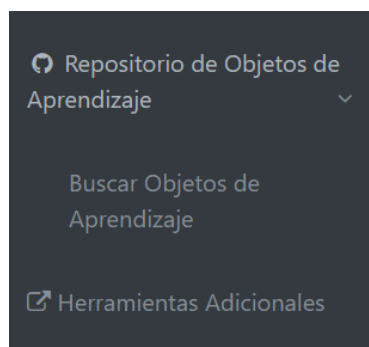 Repositorio de Objetos de
Aprendizaje
Buscar Objetos de
Aprendizaje
Herramientas Adicionales